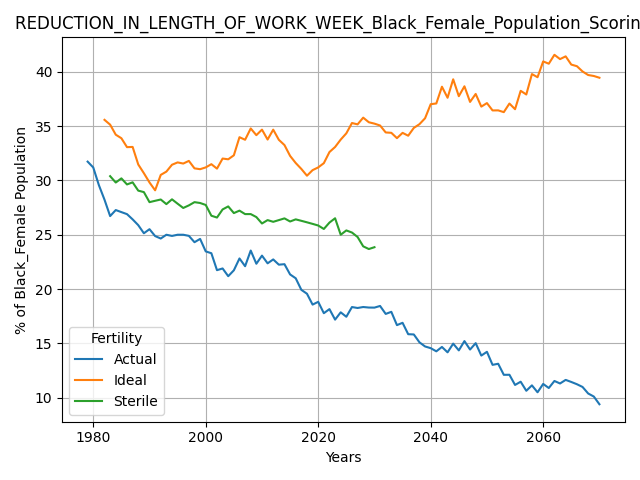 REDUCTION_IN_LENGTH_OF_WORK_WEEK_Black_Female_Population_Scorin
% of Black_Female Population
40
35
30
25
20
15
10
Fertility
Actual
Ideal
Sterile
1980
2000
2020
2040
2060
Years